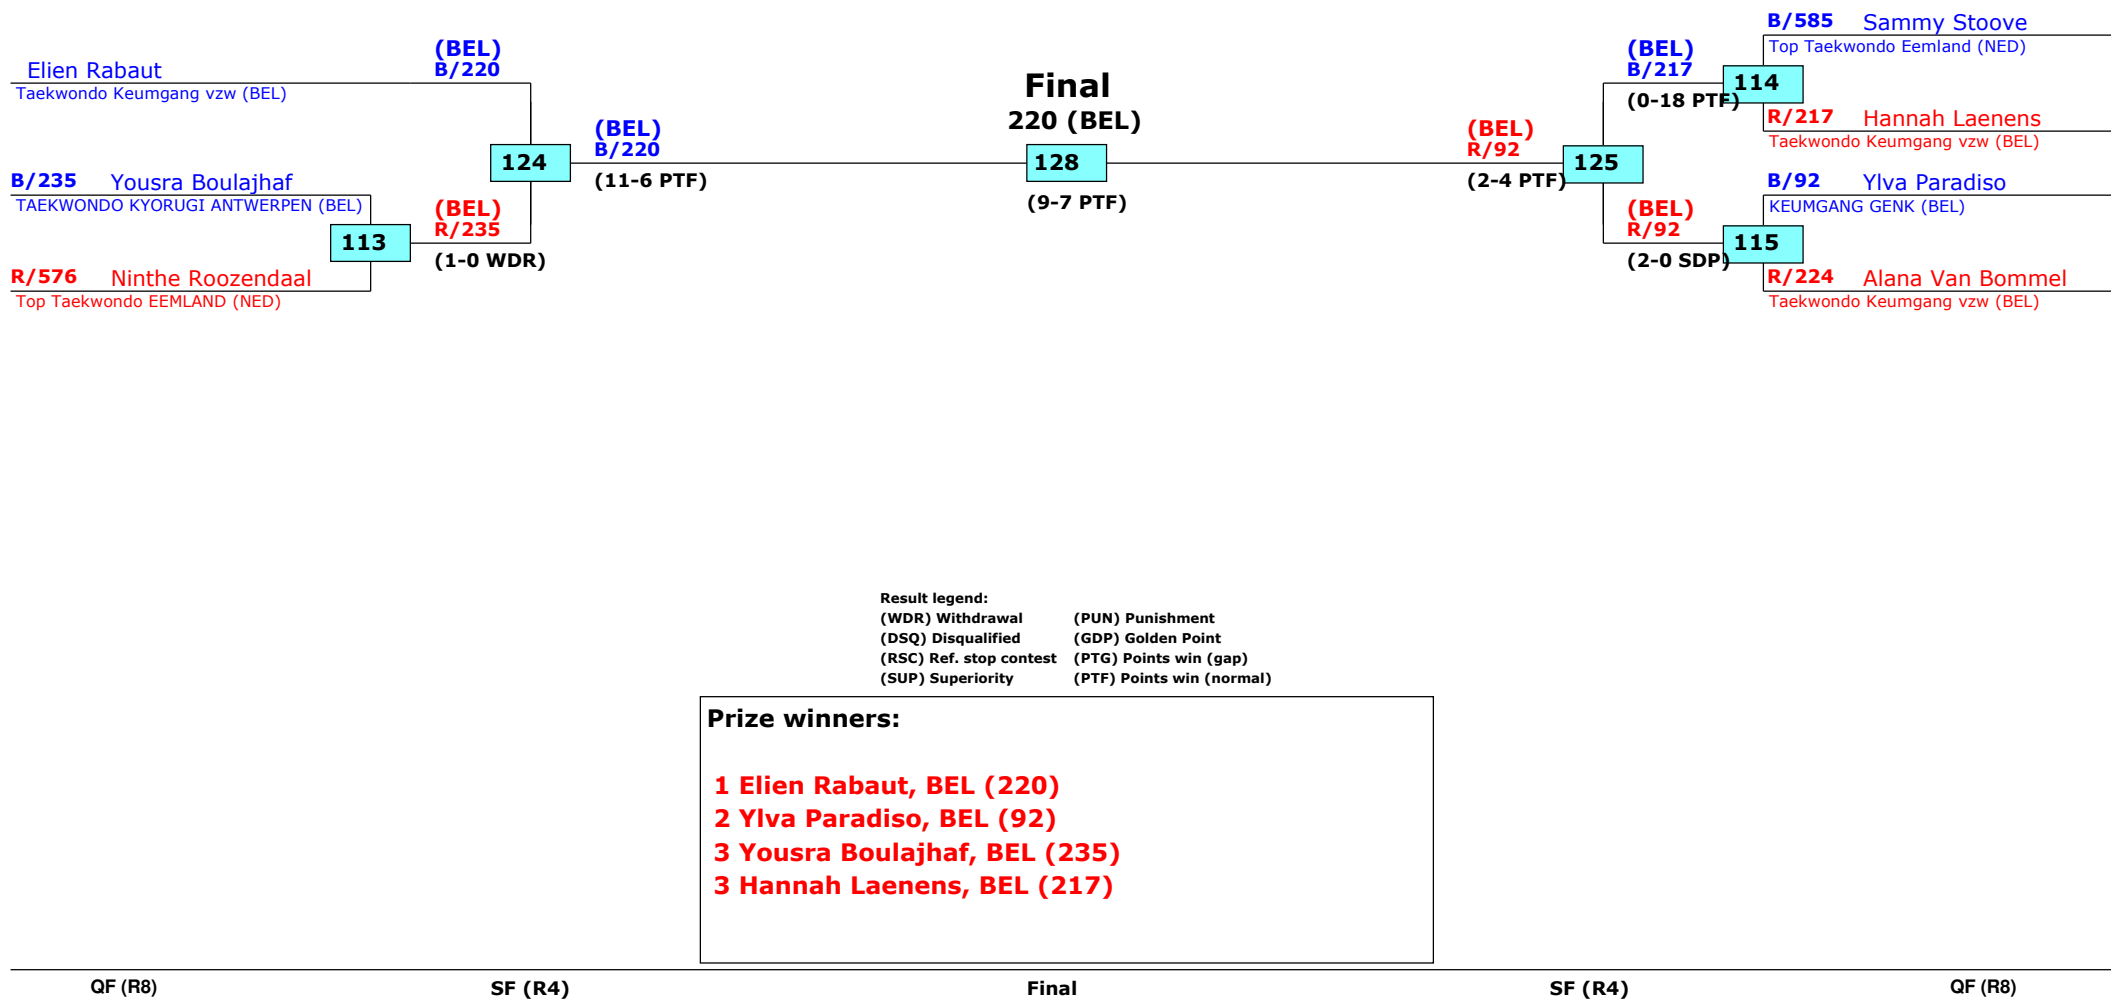 Elien Rabaut
Taekwondo Keumgang vzw (BEL)
B/235 Yousra Boulajhaf
TAEKWONDO KYORUGI ANTWERPEN (BEL)
113
R/576 Ninthe Roozendaal
Top Taekwondo EEMLAND (NED)
(BEL)
B/220
124
(BEL)
R/235
(1-0 WDR)
(BEL)
B/220
(11-6 PTF)
Final
220 (BEL)
128
(9-7 PTF)
(BEL)
R/92
(2-4 PTF)
125
(BEL)
B/217
(0-18 PTF)
(BEL)
R/92
(2-0 SDP)
B/585 Sammy Stoove
Top Taekwondo Eemland (NED)
114
R/217 Hannah Laenens
Taekwondo Keumgang vzw (BEL)
B/92 Ylva Paradiso
KEUMGANG GENK (BEL)
115
R/224 Alana Van Bommel
Taekwondo Keumgang vzw (BEL)
Result legend:
(WDR) Withdrawal (PUN) Punishment
(DSQ) Disqualified (GDP) Golden Point
(RSC) Ref. stop contest (PTG) Points win (gap)
(SUP) Superiority (PTF) Points win (normal)
Prize winners:
1 Elien Rabaut, BEL (220)
2 Ylva Paradiso, BEL (92)
3 Yousra Boulajhaf, BEL (235)
3 Hannah Laenens, BEL (217)
QF (R8) SF (R4) Final SF (R4) QF (R8)